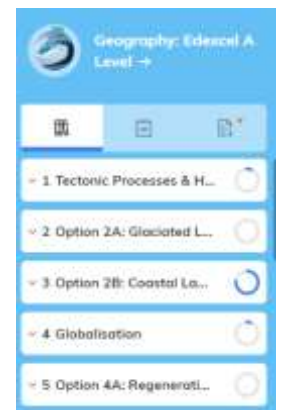 Geography: Edexcel A
Level →
1 Tectonic Processes & H...
2 Option 2A: Glaciated L...
3 Option 2B: Coastal La...
4 Globalisation
5 Option 4A: Regenerati...